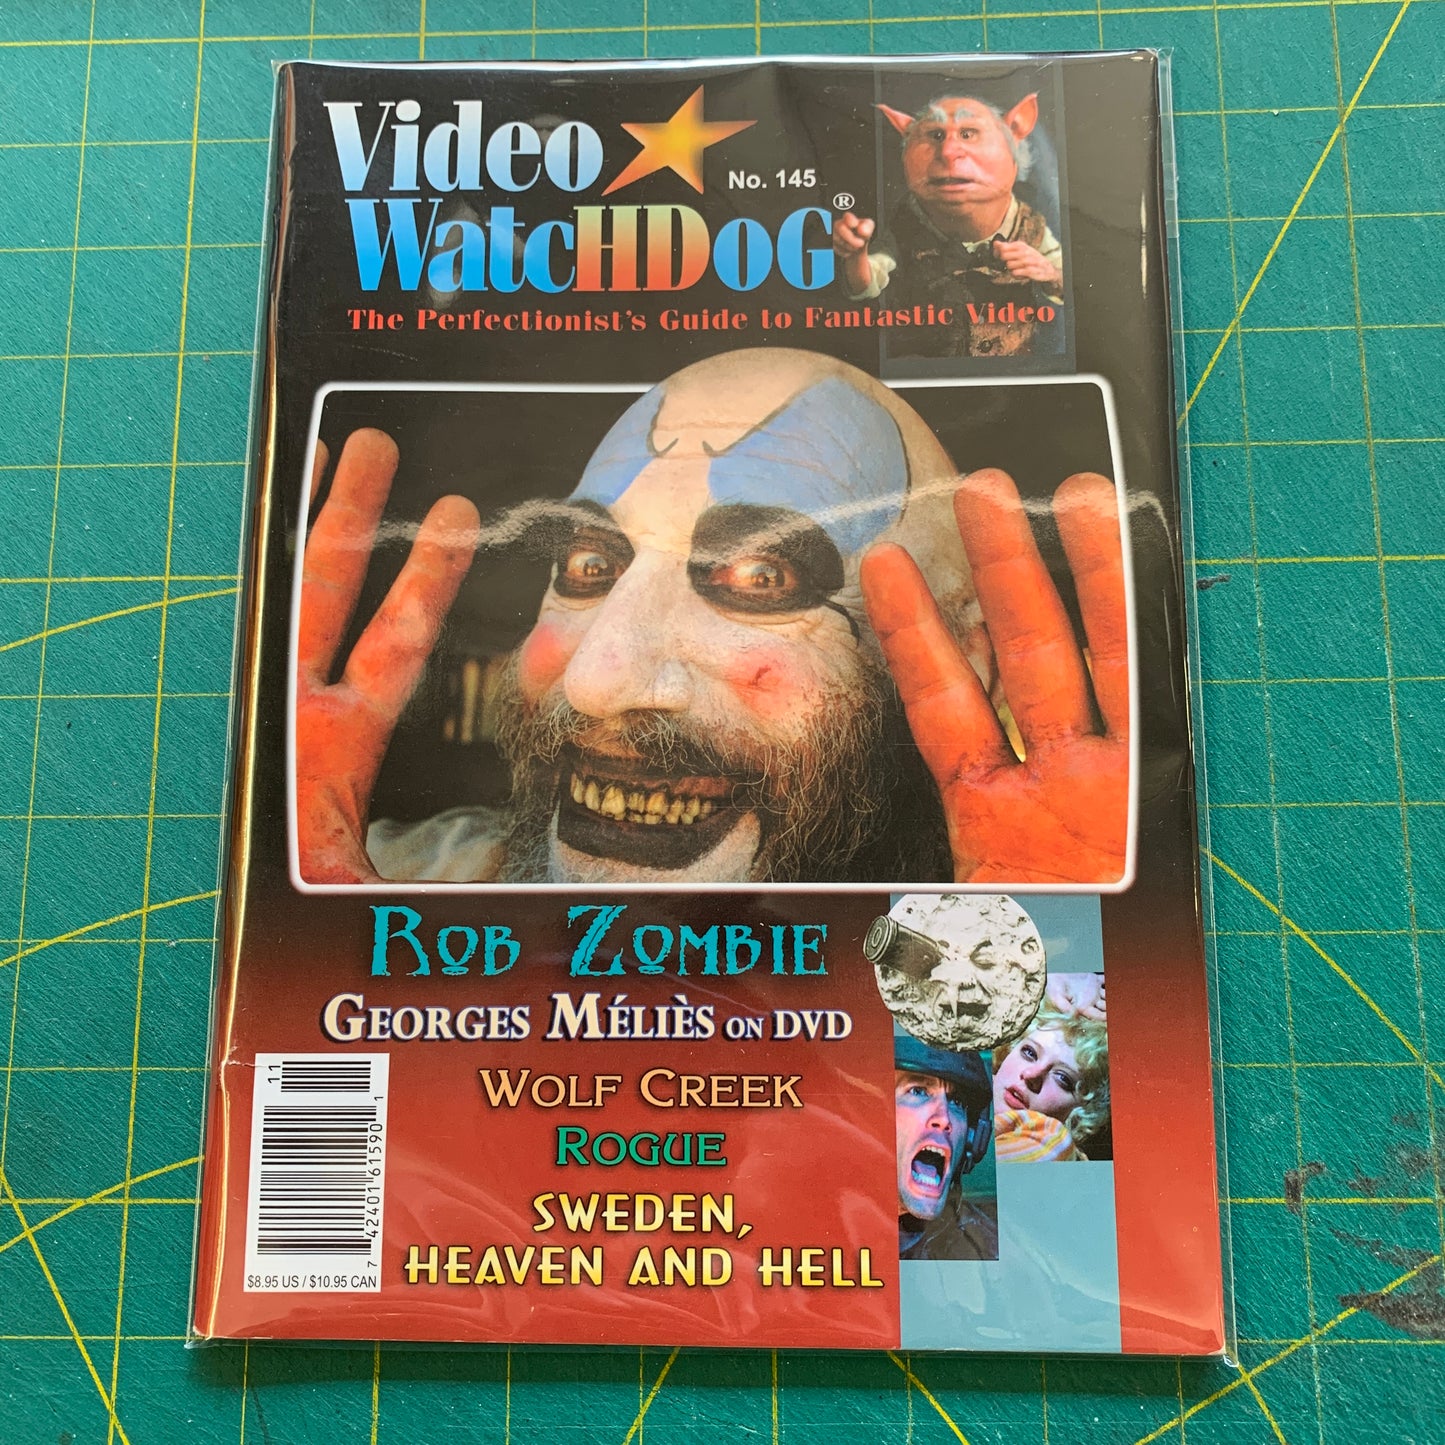 Video
No. 145
WatcHDoG®
The Perfectionist's Guide to Fantastic Video
Rob Zombie
Georges Méliès on DVD
Wolf Creek
Rogue
SWEDEN,
HEAVEN AND HELL
11
7 42401 61590 1
$8.95 US / $10.95 CAN